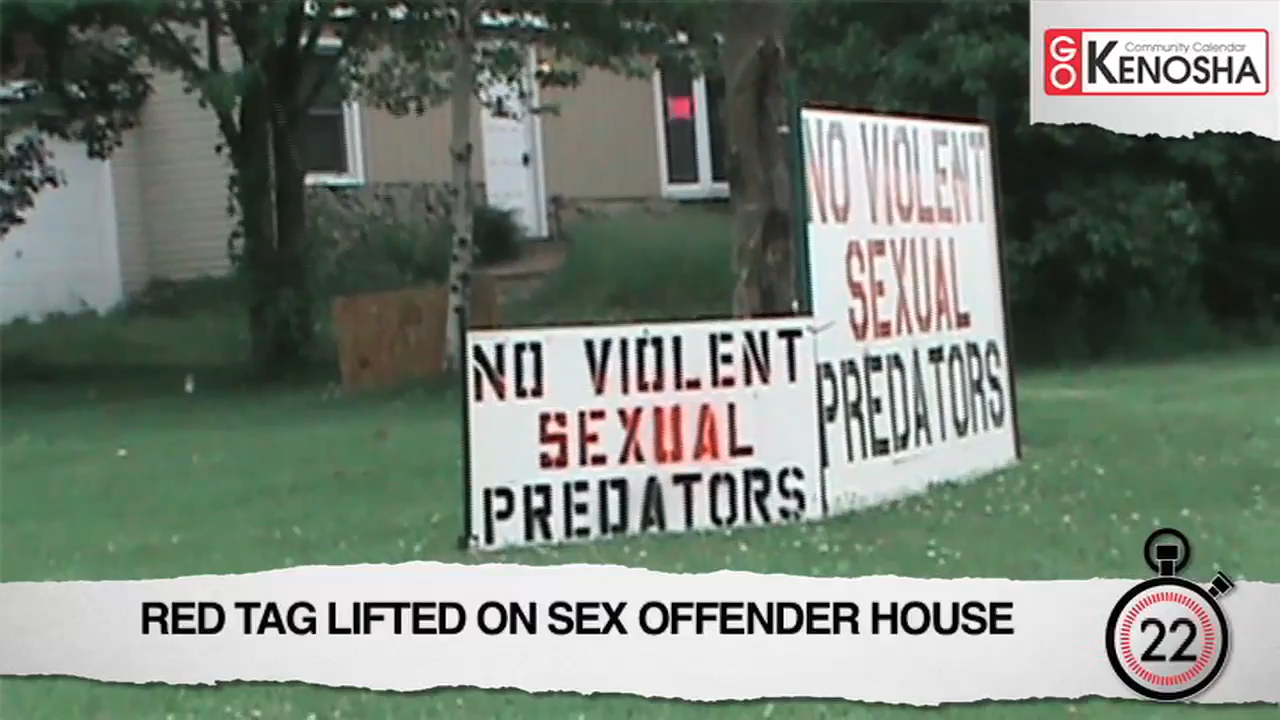 GO
Community Calendar
KENOSHA
NO VIOLENT
SEXUAL
PREDATORS
NO VIOLENT
SEXUAL
PREDATORS
RED TAG LIFTED ON SEX OFFENDER HOUSE
22